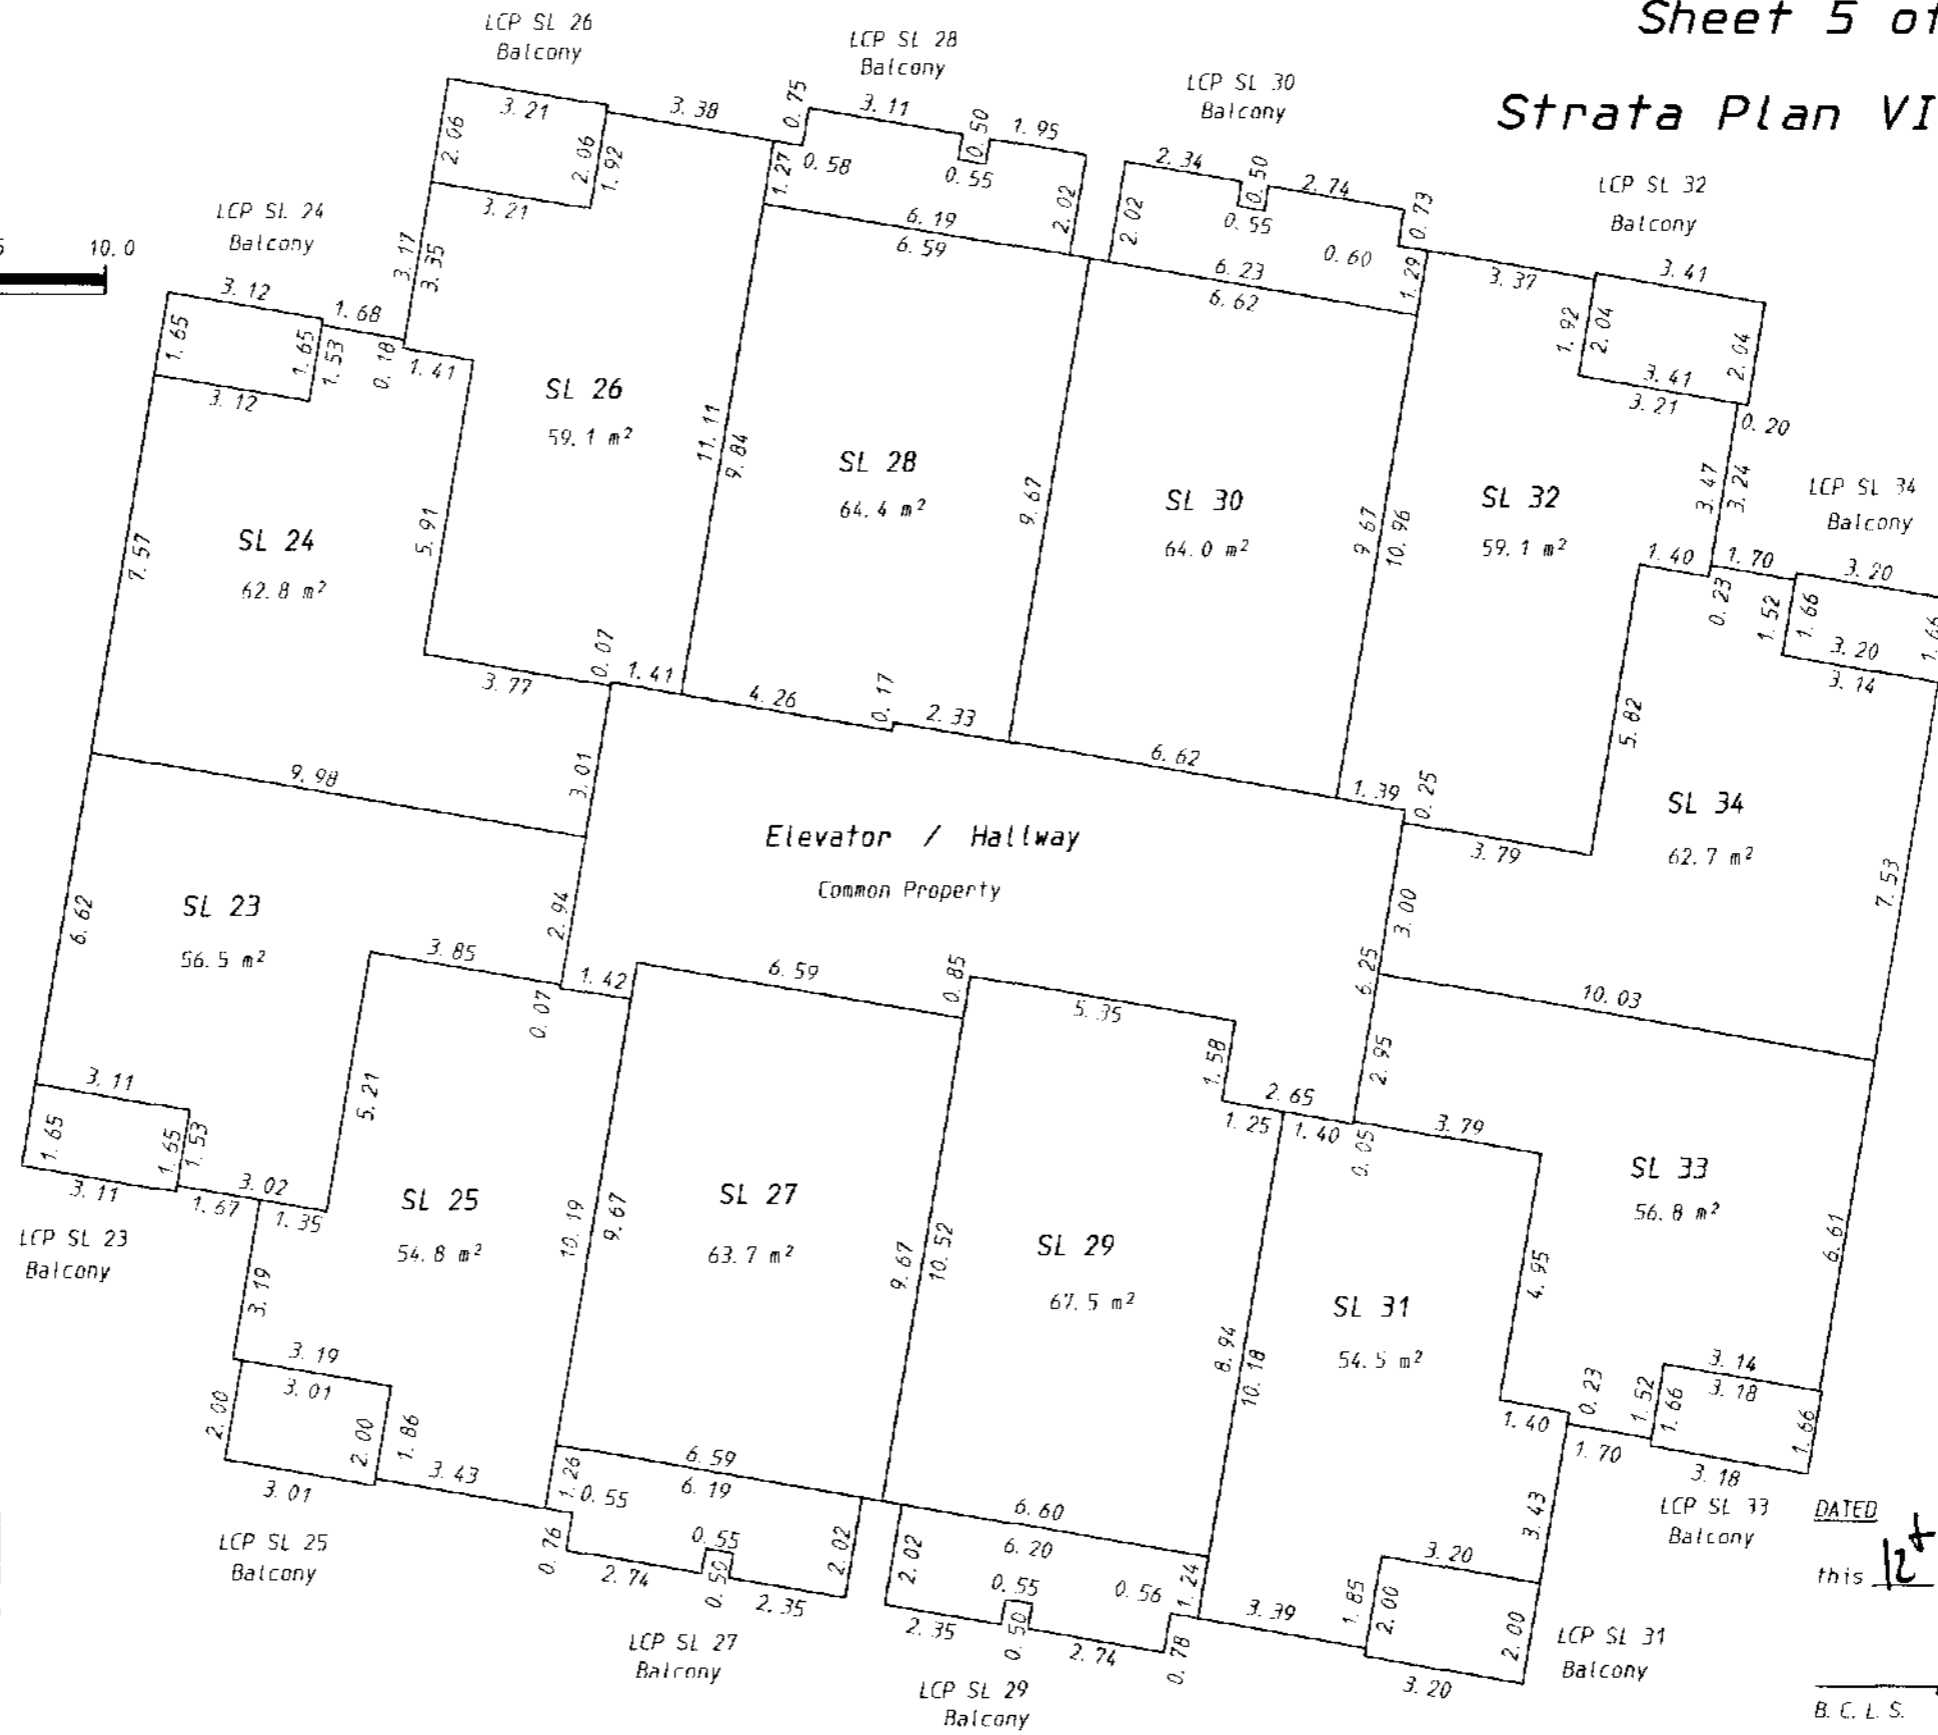 Sheet 5 of
Strata Plan VI
10.0
LCP SL 26
Balcony
LCP SL 28
Balcony
LCP SL 30
Balcony
LCP SL 32
Balcony
LCP SL 24
Balcony
LCP SL 34
Balcony
3.21
2.06
2.06
1.92
3.21
3.38
0.75
3.11
0.50
1.95
1.27
0.58
0.55
2.02
6.19
6.59
2.34
0.50
2.74
0.73
2.02
0.55
0.60
6.23
6.62
1.29
3.37
3.41
1.92
2.04
2.04
3.41
3.21
0.20
3.12
1.65
1.65
1.53
3.12
1.68
0.18
1.41
3.17
3.35
3.47
3.24
1.40
1.70
0.23
3.20
1.52
1.66
1.66
3.20
3.14
SL 26
59.1 m²
SL 28
64.4 m²
SL 30
64.0 m²
SL 32
59.1 m²
SL 24
62.8 m²
7.57
5.91
11.11
9.84
9.67
9.67
10.96
5.82
3.77
0.07
1.41
4.26
0.17
2.33
6.62
1.39
0.25
3.79
SL 34
62.7 m²
7.53
9.98
3.01
Elevator / Hallway
Common Property
3.00
6.25
10.03
SL 23
56.5 m²
6.62
2.94
3.85
0.07
1.42
6.59
0.85
5.35
1.58
2.95
2.65
1.25
1.40
0.05
3.79
3.11
1.65
1.65
1.53
3.11
3.02
1.67
1.35
5.21
LCP SL 23
Balcony
SL 25
54.8 m²
10.19
9.67
SL 27
63.7 m²
9.67
10.52
SL 29
67.5 m²
8.94
10.18
SL 31
54.5 m²
4.95
SL 33
56.8 m²
6.61
3.19
3.19
3.01
2.00
2.00
1.86
3.01
3.43
1.26
0.55
6.59
6.19
0.76
2.74
0.55
0.50
2.35
2.02
2.02
6.60
6.20
2.35
0.55
0.50
2.74
0.56
0.78
1.24
3.39
1.85
2.00
3.20
2.00
3.20
3.43
1.40
0.23
1.70
1.52
1.66
3.14
3.18
1.66
3.18
LCP SL 25
Balcony
LCP SL 27
Balcony
LCP SL 29
Balcony
LCP SL 31
Balcony
LCP SL 33
Balcony
DATED
this 12t
B.C.L.S.